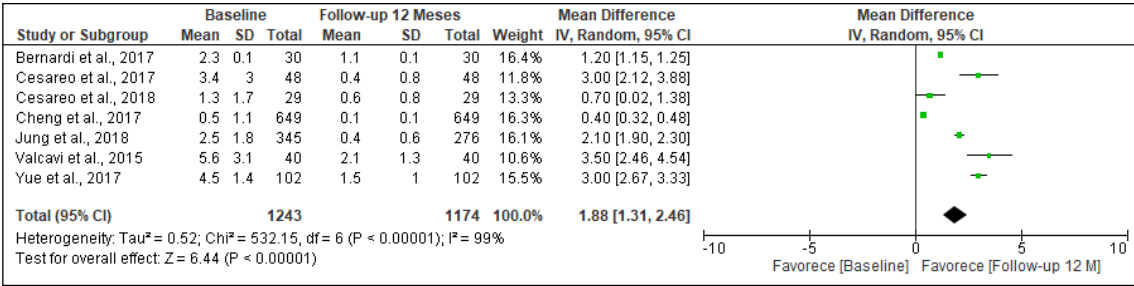 Baseline Follow-up 12 Meses Mean Difference Mean Difference
Study or Subgroup Mean SD Total Mean SD Total Weight IV, Random, 95% CI IV, Random, 95% CI
Bernardi et al., 2017 2.3 0.1 30 1.1 0.1 30 16.4% 1.20 [1.15, 1.25]
Cesareo et al., 2017 3.4 3 48 0.4 0.8 48 11.8% 3.00 [2.12, 3.88]
Cesareo et al., 2018 1.3 1.7 29 0.6 0.8 29 13.3% 0.70 [0.02, 1.38]
Cheng et al., 2017 0.5 1.1 649 0.1 0.1 649 16.3% 0.40 [0.32, 0.48]
Jung et al., 2018 2.5 1.8 345 0.4 0.6 276 16.1% 2.10 [1.90, 2.30]
Valcavi et al., 2015 5.6 3.1 40 2.1 1.3 40 10.6% 3.50 [2.46, 4.54]
Yue et al., 2017 4.5 1.4 102 1.5 1 102 15.5% 3.00 [2.67, 3.33]
Total (95% CI) 1243 1174 100.0% 1.88 [1.31, 2.46]
Heterogeneity: Tau² = 0.52; Chi² = 532.15, df = 6 (P < 0.00001); I² = 99%
Test for overall effect: Z = 6.44 (P < 0.00001)
-10 -5 0 5 10
Favorece [Baseline] Favorece [Follow-up 12 M]